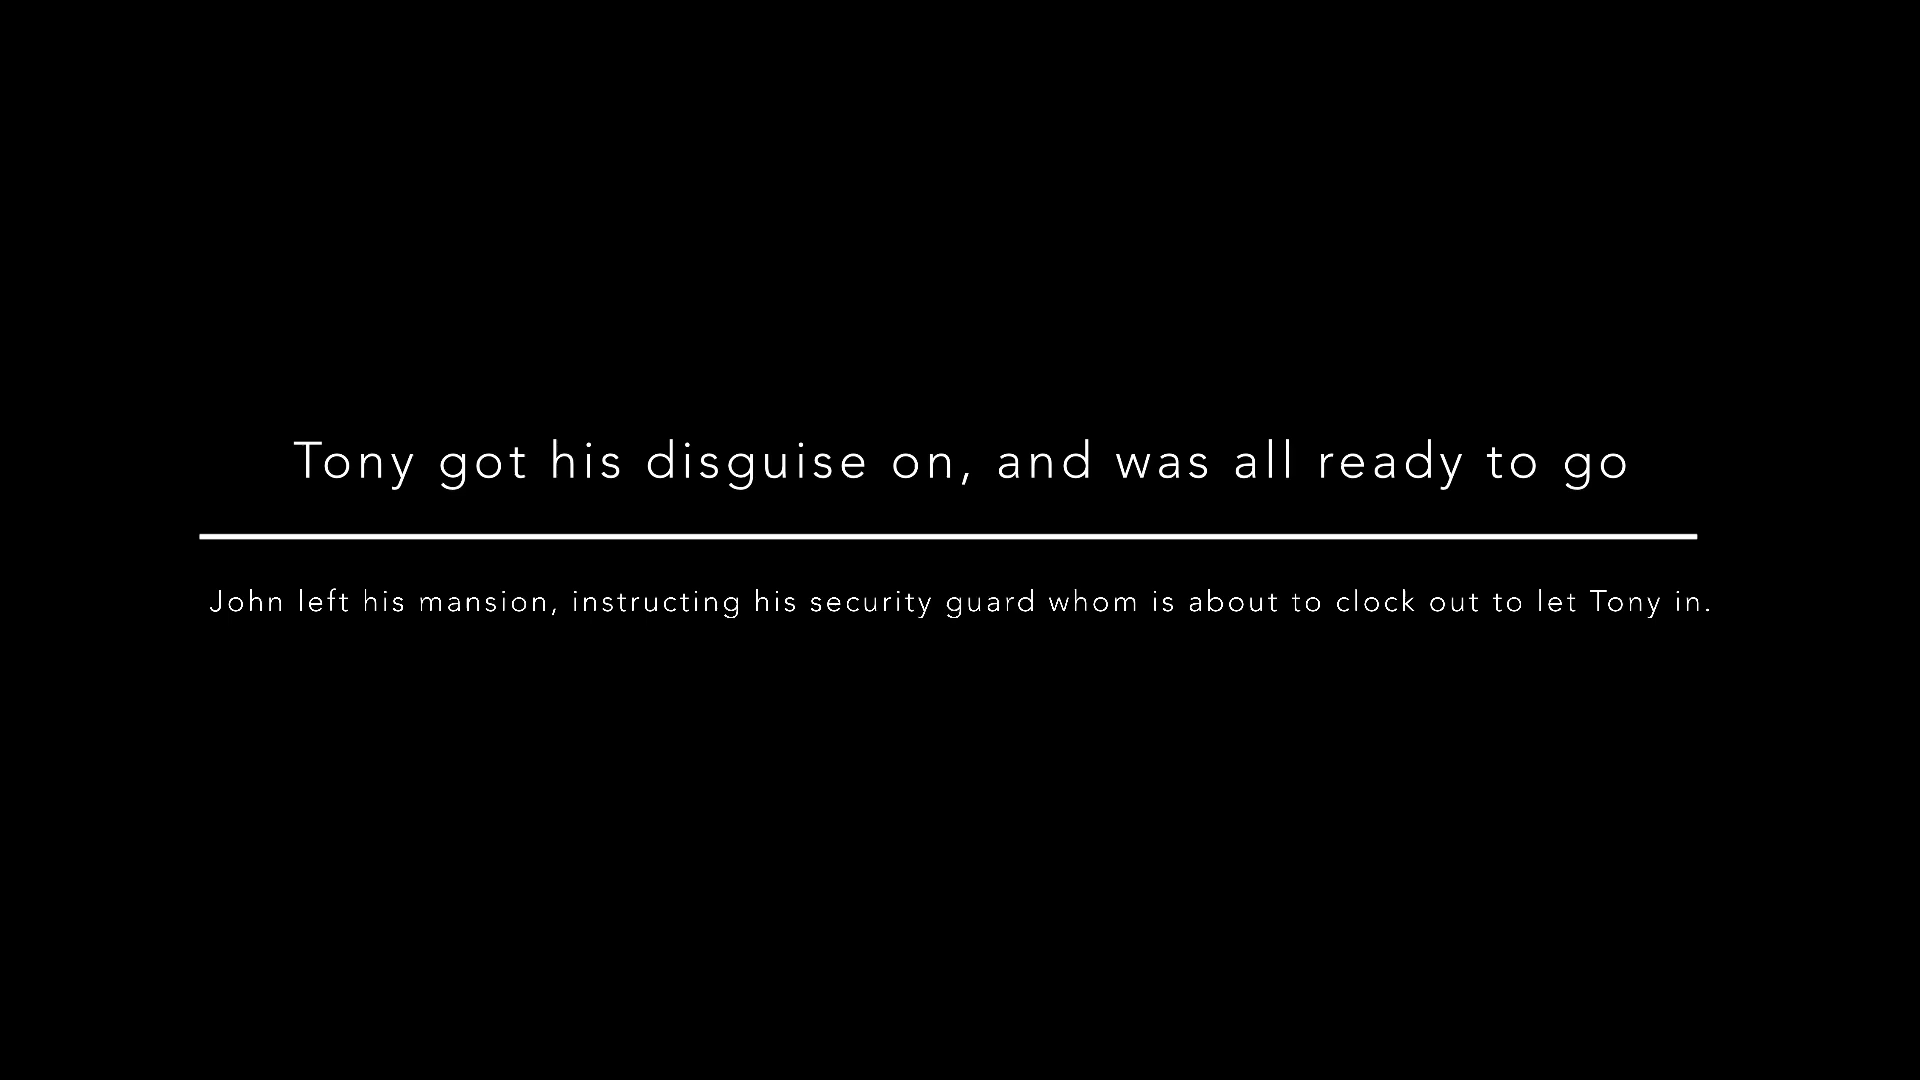 Tony got his disguise on, and was all ready to go
John left his mansion, instructing his security guard whom is about to clock out to let Tony in.